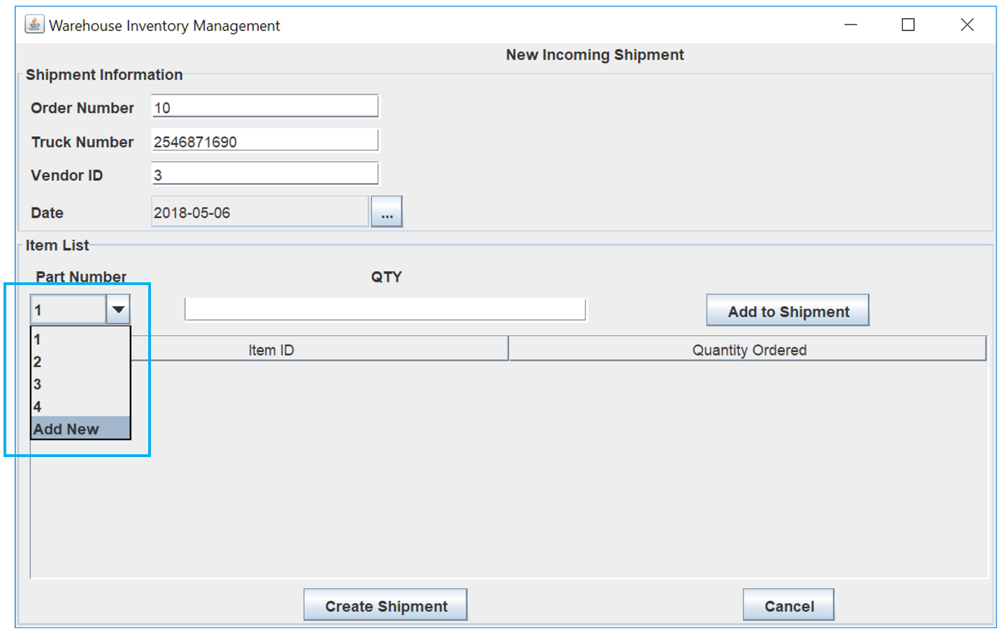 Warehouse Inventory Management
New Incoming Shipment
Shipment Information
Order Number 10
Truck Number 2546871690
Vendor ID 3
Date 2018-05-06 ...
Item List
Part Number QTY
1 Add to Shipment
1
Item ID Quantity Ordered
2
3
4
Add New
Create Shipment Cancel